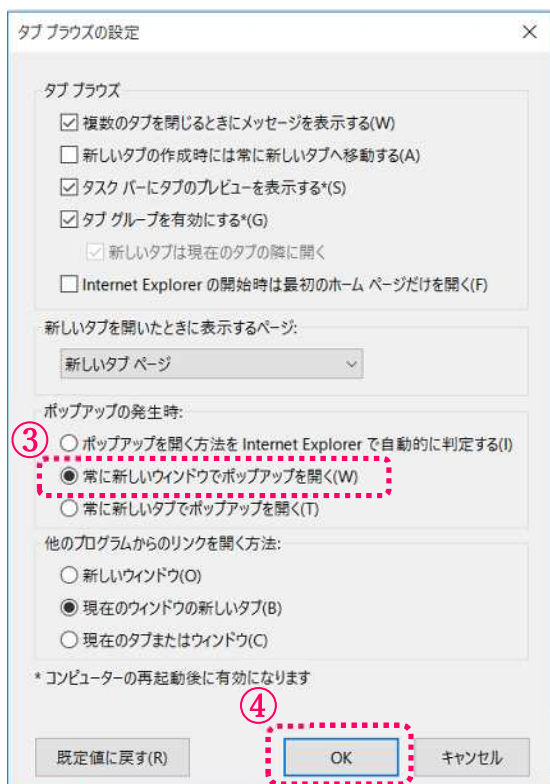 タブ ブラウズの設定
タブ ブラウズ
複数のタブを閉じるときにメッセージを表示する(W)
新しいタブの作成時には常に新しいタブへ移動する(A)
タスク バーにタブのプレビューを表示する*(S)
タブ グループを有効にする*(G)
新しいタブは現在のタブの隣に開く
Internet Explorer の開始時は最初のホーム ページだけを開く(F)
新しいタブを開いたときに表示するページ:
新しいタブ ページ
ポップアップの発生時:
③
ポップアップを開く方法を Internet Explorer で自動的に判定する(I)
常に新しいウィンドウでポップアップを開く(W)
常に新しいタブでポップアップを開く(T)
他のプログラムからのリンクを開く方法:
新しいウィンドウ(O)
現在のウィンドウの新しいタブ(B)
現在のタブまたはウィンドウ(C)
* コンピューターの再起動後に有効になります
④
既定値に戻す(R)
OK
キャンセル